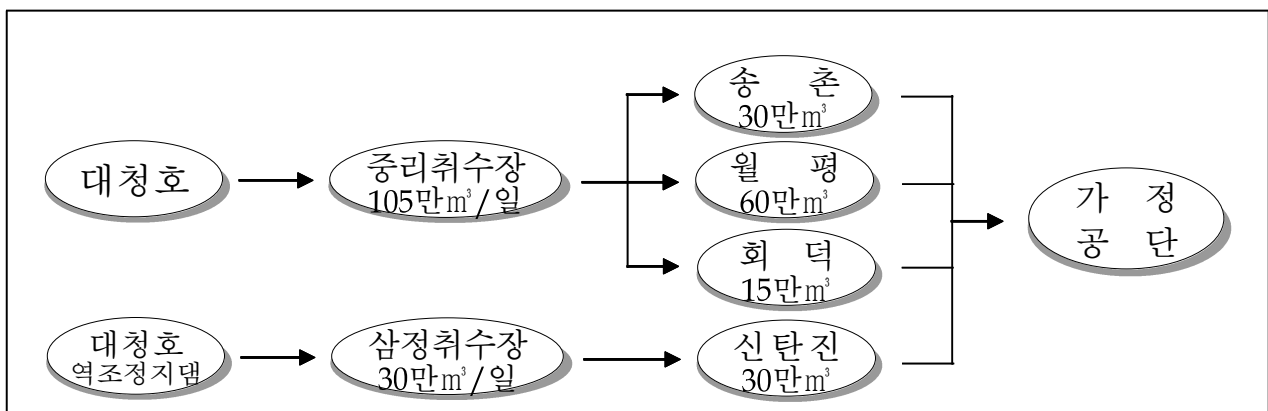 대청호
중리취수장
105만㎥/일
송 촌
30만㎥
월 평
60만㎥
회 덕
15만㎥
가 정
공 단
대청호
역조정지댐
삼정취수장
30만㎥/일
신탄진
30만㎥